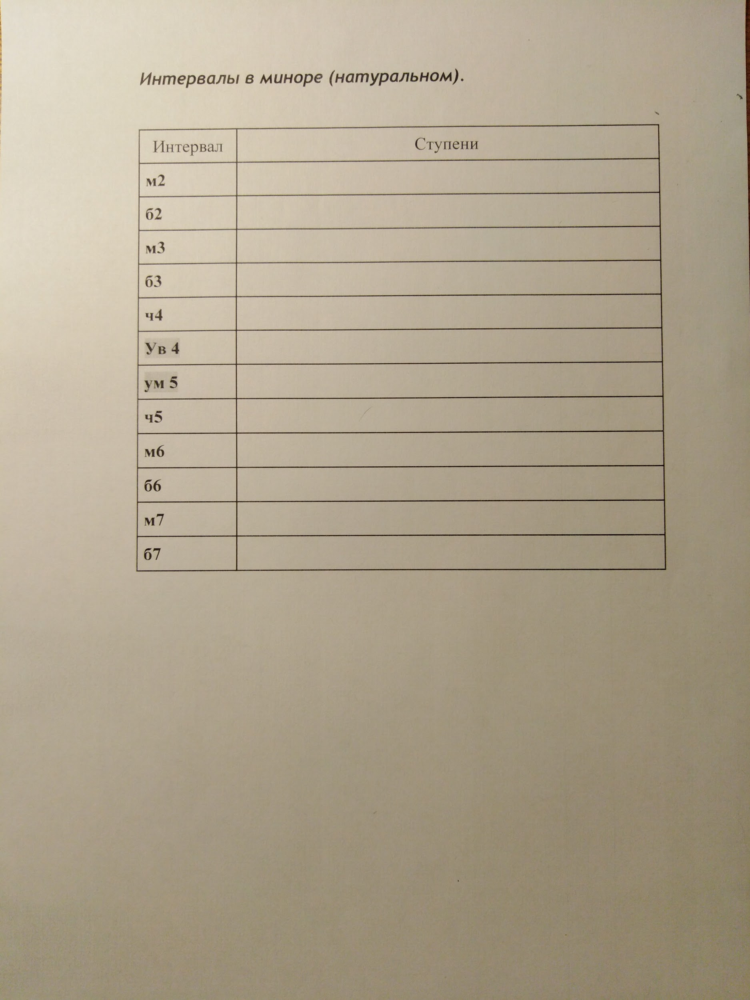 Интервалы в миноре (натуральном).
Интервал Ступени
м2
б2
м3
б3
ч4
Ув 4
ум 5
ч5
м6
б6
м7
б7